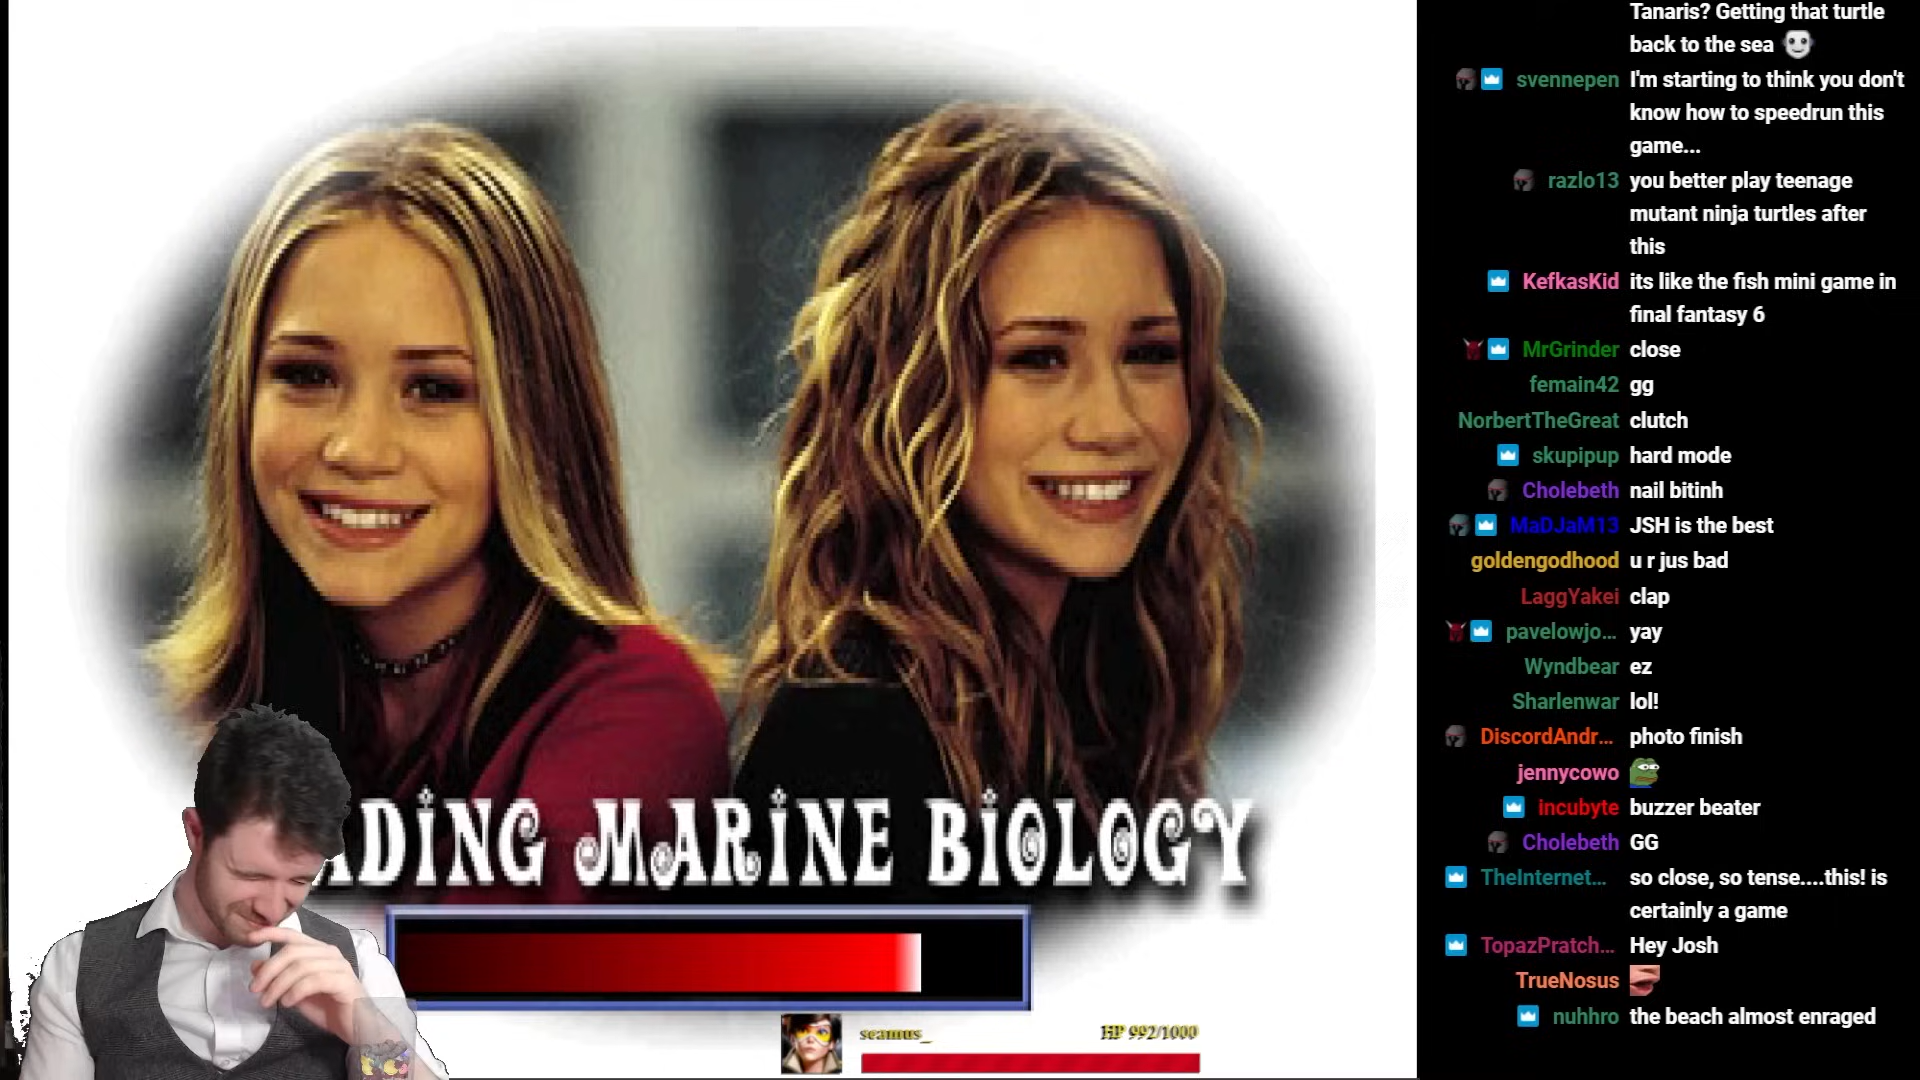 Tanaris? Getting that turtle
back to the sea
svennepen I'm starting to think you don't
know how to speedrun this
game...
razlo13 you better play teenage
mutant ninja turtles after
this
KefkasKid its like the fish mini game in
final fantasy 6
MrGrinder close
femain42 gg
NorbertTheGreat clutch
skupipup hard mode
Cholebeth nail bitinh
MaDJaM13 JSH is the best
goldengodhood u r jus bad
LaggYakei clap
pavelowjo... yay
Wyndbear ez
Sharlenwar lol!
DiscordAndr... photo finish
jennycowo
incubyte buzzer beater
Cholebeth GG
TheInternet... so close, so tense....this! is
certainly a game
TopazPratch... Hey Josh
TrueNosus
nuhhro the beach almost enraged
ADING MARINE BIOLOGY
seamus_ HP 992/1000